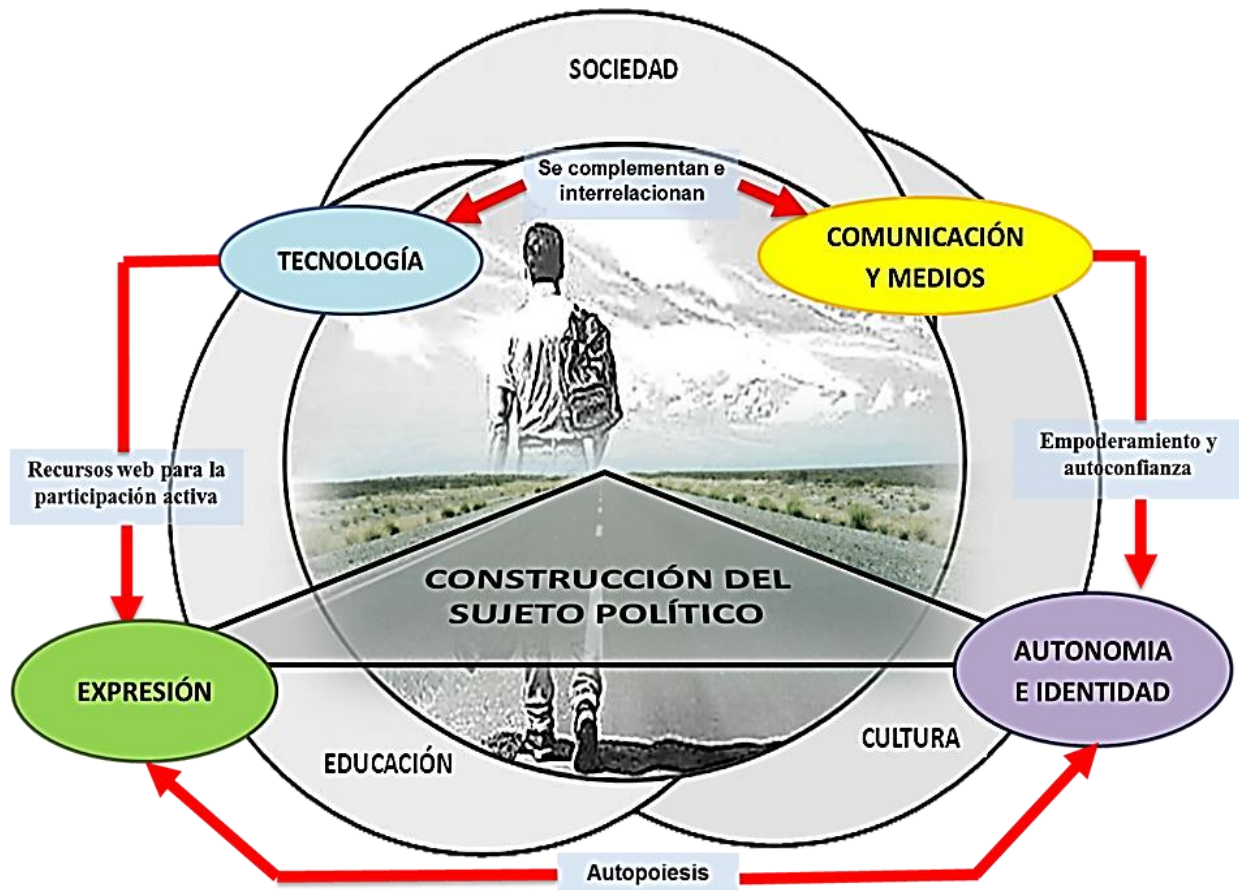 SOCIEDAD
Se complementan e
interrelacionan
TECNOLOGÍA
COMUNICACIÓN
Y MEDIOS
Recursos web para la
participación activa
Empoderamiento y
autoconfianza
CONSTRUCCIÓN DEL
SUJETO POLÍTICO
EXPRESIÓN
AUTONOMIA
E IDENTIDAD
EDUCACIÓN
CULTURA
Autopoiesis